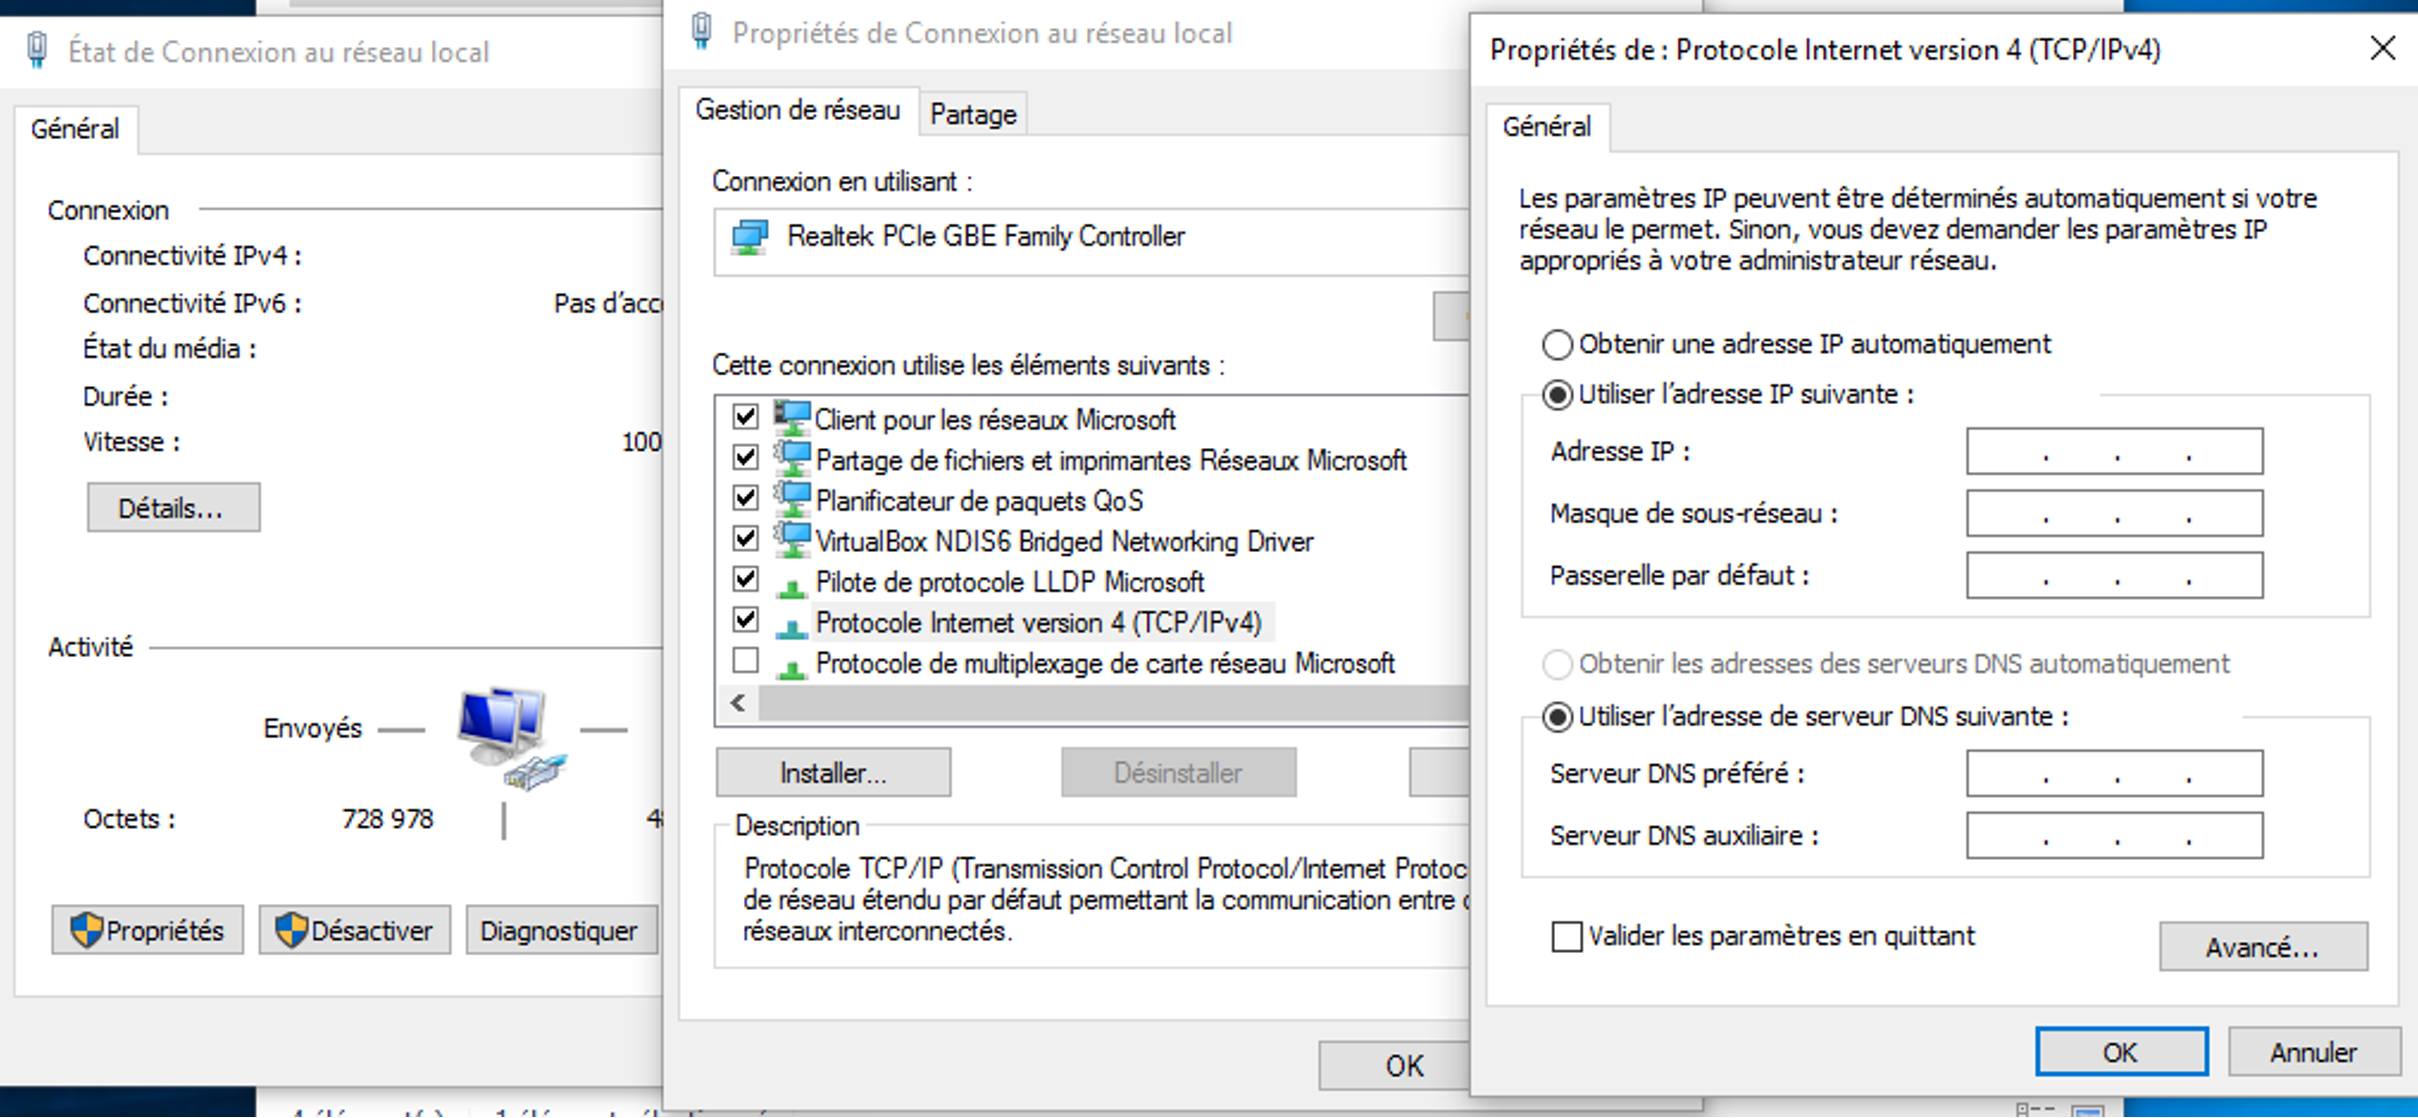 État de Connexion au réseau local
Général
Connexion
Connectivité IPv4 :
Connectivité IPv6 : Pas d'acc
État du média :
Durée :
Vitesse : 100
Détails...
Activité
Envoyés
Octets : 728 978
Propriétés Désactiver Diagnostiquer
Propriétés de Connexion au réseau local
Gestion de réseau Partage
Connexion en utilisant :
Realtek PCIe GBE Family Controller
Cette connexion utilise les éléments suivants :
Client pour les réseaux Microsoft
Partage de fichiers et imprimantes Réseaux Microsoft
Planificateur de paquets QoS
VirtualBox NDIS6 Bridged Networking Driver
Pilote de protocole LLDP Microsoft
Protocole Internet version 4 (TCP/IPv4)
Protocole de multiplexage de carte réseau Microsoft
Installer... Désinstaller
Description
Protocole TCP/IP (Transmission Control Protocol/Internet Protoc
de réseau étendu par défaut permettant la communication entre
réseaux interconnectés.
OK
Propriétés de : Protocole Internet version 4 (TCP/IPv4)
Général
Les paramètres IP peuvent être déterminés automatiquement si votre
réseau le permet. Sinon, vous devez demander les paramètres IP
appropriés à votre administrateur réseau.
Obtenir une adresse IP automatiquement
Utiliser l'adresse IP suivante :
Adresse IP : . . .
Masque de sous-réseau : . . .
Passerelle par défaut : . . .
Obtenir les adresses des serveurs DNS automatiquement
Utiliser l'adresse de serveur DNS suivante :
Serveur DNS préféré : . . .
Serveur DNS auxiliaire : . . .
Valider les paramètres en quittant
Avancé...
OK Annuler